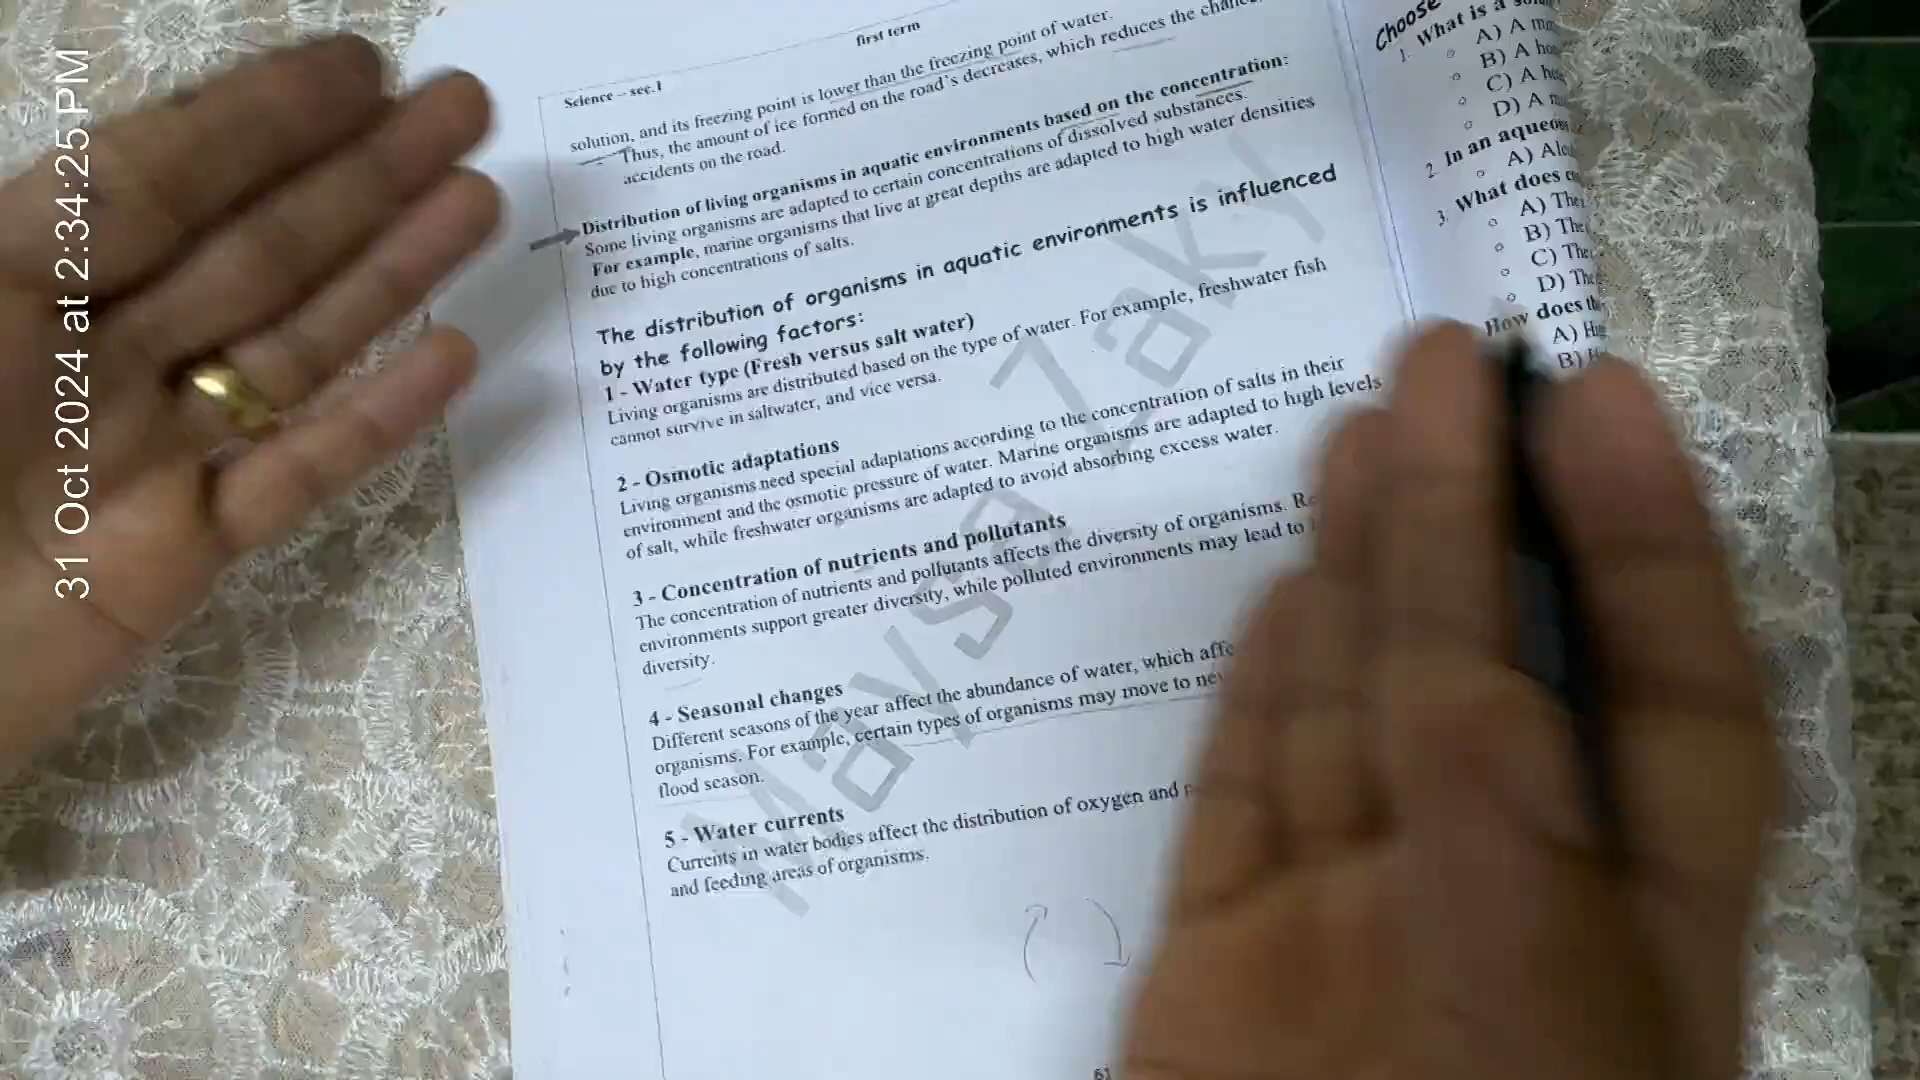 31 Oct 2024 at 2:34:25 PM
first term
Science – sec.1
solution, and its freezing point is lower than the freezing point of water.
Thus, the amount of ice formed on the road's decreases, which reduces the
accidents on the road.
Distribution of living organisms in aquatic environments based on the concentration:
Some living organisms are adapted to certain concentrations of dissolved substances.
For example, marine organisms that live at great depths are adapted to high water densities
due to high concentrations of salts.
The distribution of organisms in aquatic environments is influenced
by the following factors:
1 - Water type (Fresh versus salt water)
Living organisms are distributed based on the type of water. For example, freshwater fish
cannot survive in saltwater, and vice versa.
2 - Osmotic adaptations
Living organisms need special adaptations according to the concentration of salts in their
environment and the osmotic pressure of water. Marine organisms are adapted to high levels
of salt, while freshwater organisms are adapted to avoid absorbing excess water.
3 - Concentration of nutrients and pollutants
The concentration of nutrients and pollutants affects the diversity of organisms.
environments support greater diversity, while polluted environments may lead to
diversity.
4 - Seasonal changes
Different seasons of the year affect the abundance of water, which
organisms. For example, certain types of organisms may move to
flood season.
5 - Water currents
Currents in water bodies affect the distribution of oxygen and
and feeding areas of organisms.
61
Maysa Zaky
Choose
1. What is a
A) A
B) A
C) A
D) A
2. In an
A)
3. What does
A)
B)
C)
D)
How does
A)
B)